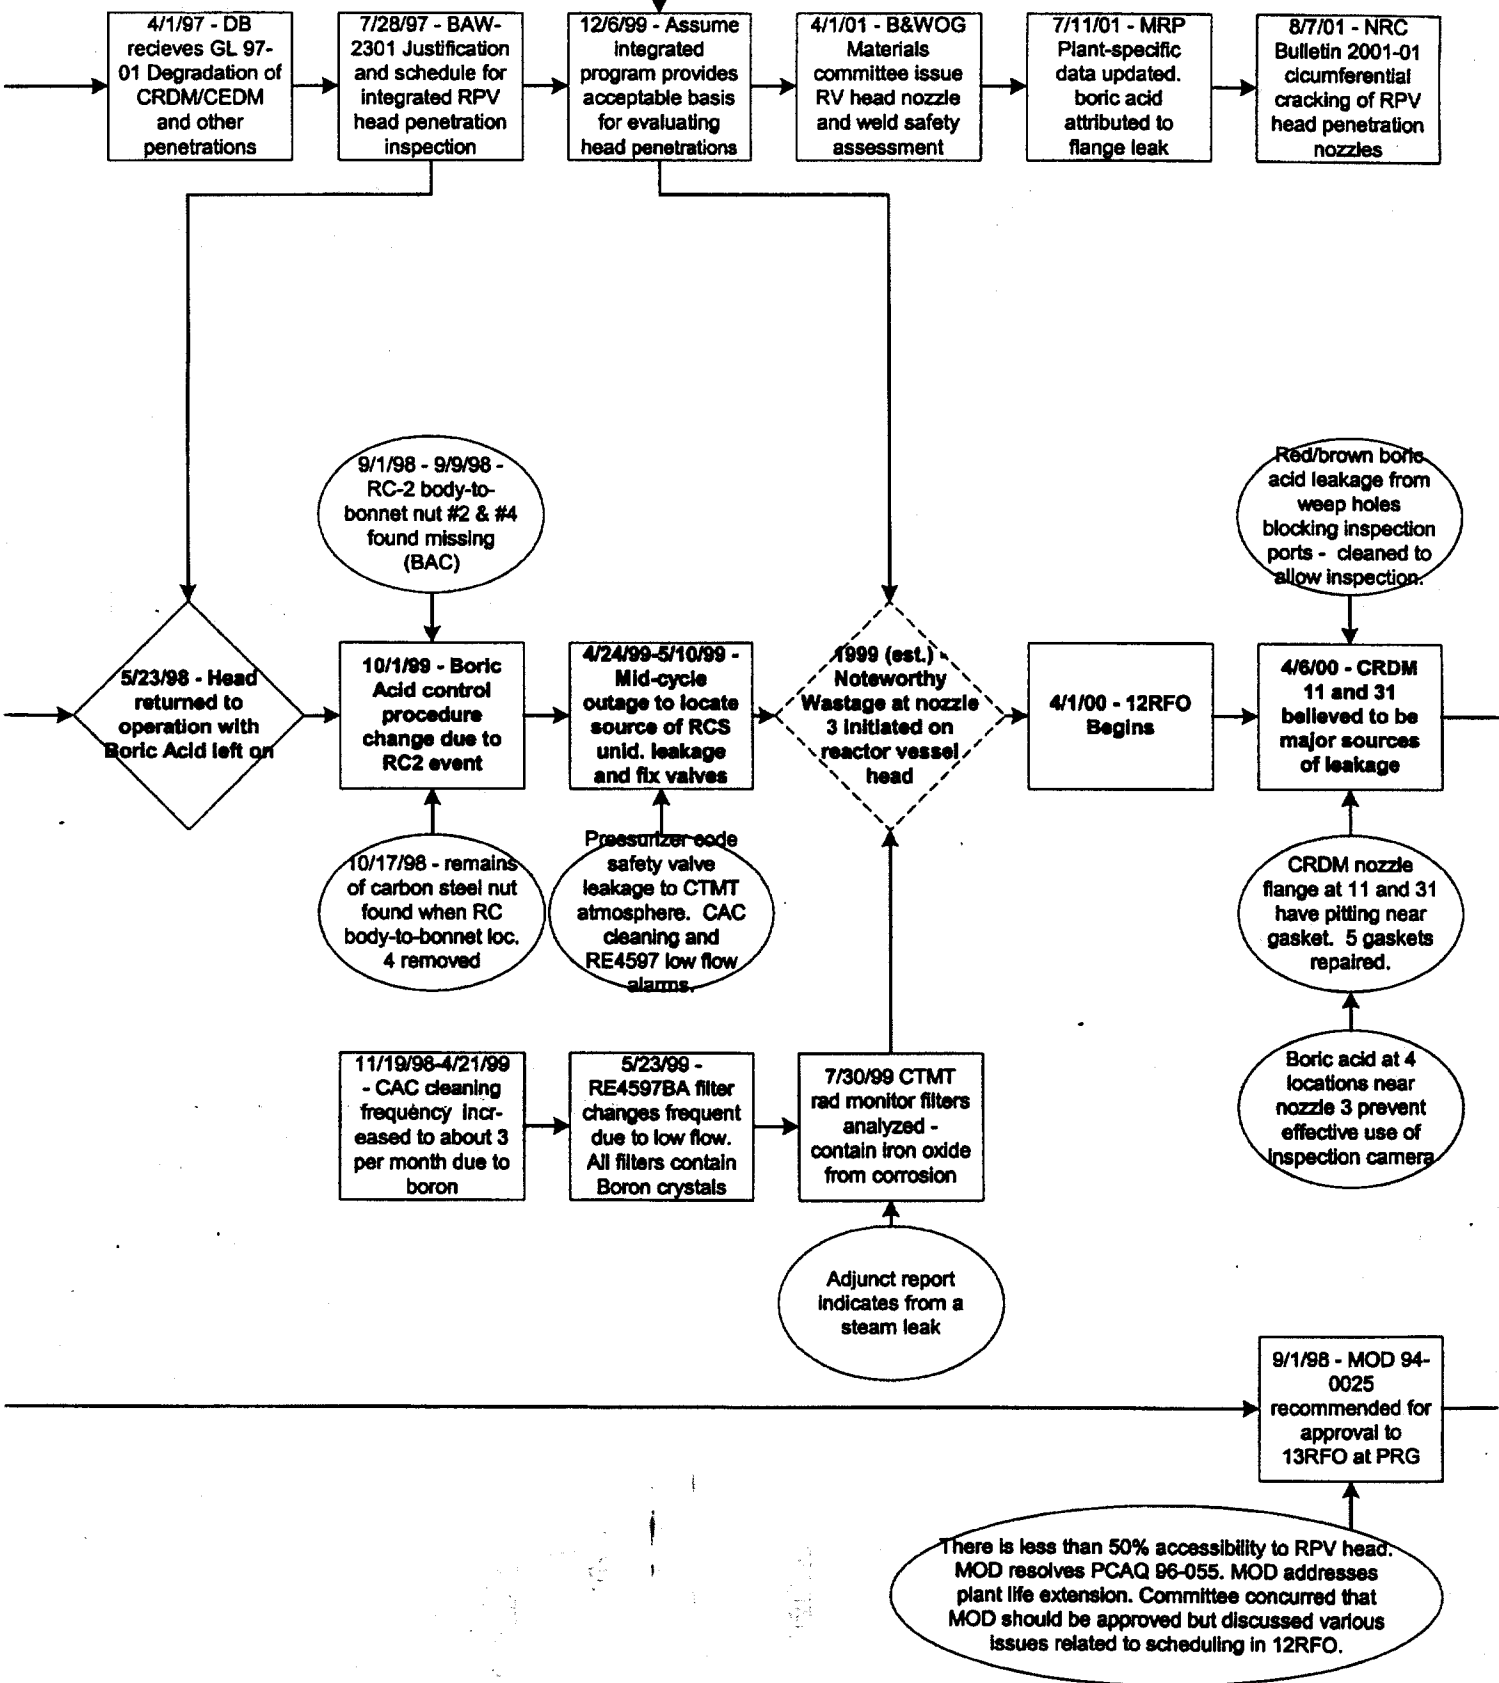 4/1/97 - DB
recieves GL 97-
01 Degradation of
CRDM/CEDM
and other
penetrations
7/28/97 - BAW-
2301 Justification
and schedule for
integrated RPV
head penetration
inspection
12/6/99 - Assume
integrated
program provides
acceptable basis
for evaluating
head penetrations
4/1/01 - B&WOG
Materials
committee issue
RV head nozzle
and weld safety
assessment
7/11/01 - MRP
Plant-specific
data updated.
boric acid
attributed to
flange leak
8/7/01 - NRC
Bulletin 2001-01
cicumferential
cracking of RPV
head penetration
nozzles
9/1/98 - 9/9/98 -
RC-2 body-to-
bonnet nut #2 & #4
found missing
(BAC)
Red/brown boric
acid leakage from
weep holes
blocking inspection
ports - cleaned to
allow inspection.
5/23/98 - Head
returned to
operation with
Boric Acid left on
10/1/99 - Boric
Acid control
procedure
change due to
RC2 event
4/24/99-5/10/99 -
Mid-cycle
outage to locate
source of RCS
unid. leakage
and fix valves
1999 (est.) -
Noteworthy
Wastage at nozzle
3 initiated on
reactor vessel
head
4/1/00 - 12RFO
Begins
4/6/00 - CRDM
11 and 31
believed to be
major sources
of leakage
10/17/98 - remains
of carbon steel nut
found when RC
body-to-bonnet loc.
4 removed
Pressurizer code
safety valve
leakage to CTMT
atmosphere. CAC
cleaning and
RE4597 low flow
alarms.
CRDM nozzle
flange at 11 and 31
have pitting near
gasket. 5 gaskets
repaired.
11/19/98-4/21/99
- CAC cleaning
frequency incr-
eased to about 3
per month due to
boron
5/23/99 -
RE4597BA filter
changes frequent
due to low flow.
All filters contain
Boron crystals
7/30/99 CTMT
rad monitor filters
analyzed -
contain iron oxide
from corrosion
Boric acid at 4
locations near
nozzle 3 prevent
effective use of
inspection camera
Adjunct report
indicates from a
steam leak
9/1/98 - MOD 94-
0025
recommended for
approval to
13RFO at PRG
There is less than 50% accessibility to RPV head.
MOD resolves PCAQ 96-055. MOD addresses
plant life extension. Committee concurred that
MOD should be approved but discussed various
issues related to scheduling in 12RFO.